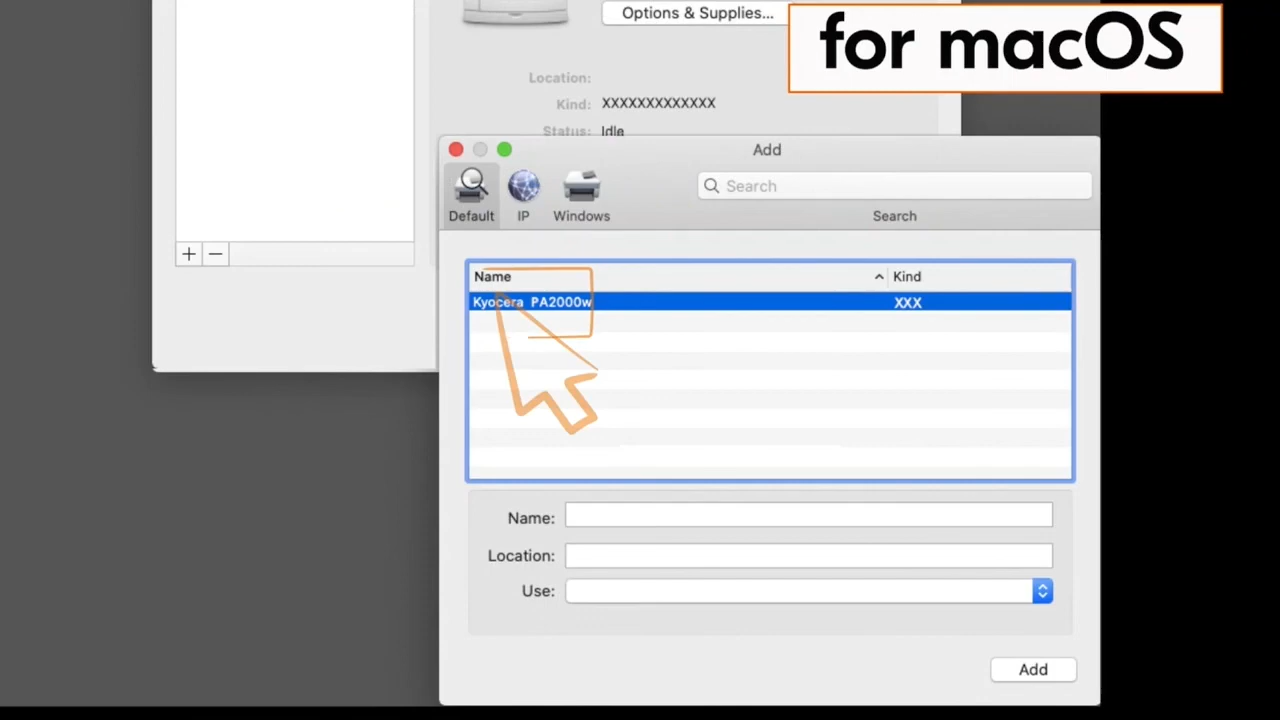 Options & Supplies...
for macOS
Location:
Kind: XXXXXXXXXXXXX
Status: Idle
Add
Default IP Windows
Search
Search
Name Kind
Kyocera PA2000w XXX
Name:
Location:
Use:
Add